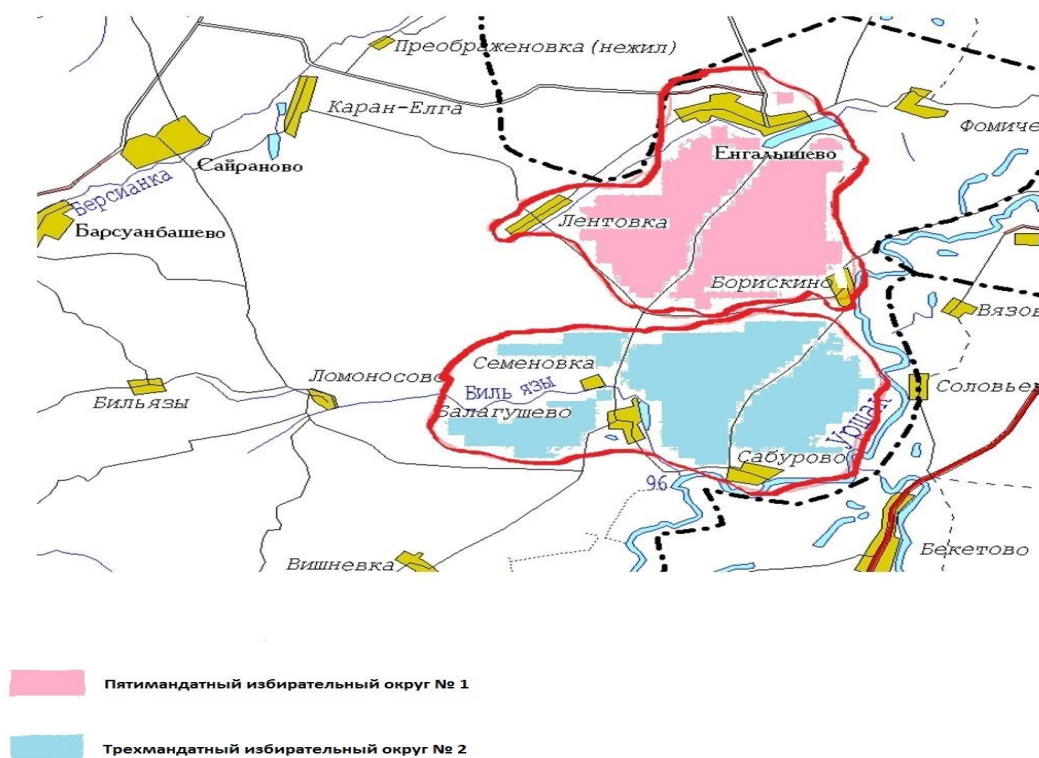 Преображеновка (нежил)
Каран-Елга
Фомиче
Сайраново
Енгалышево
Берсианка
Лентовка
Барсуанбашево
Борискино
Вязов
Семеновка
Ломоносово
Биль язы
Соловьев
Бильязы
Балагушево
Уршак
Сабурово
96
Вишневка
Бекетово
Пятимандатный избирательный округ № 1
Трехмандатный избирательный округ № 2